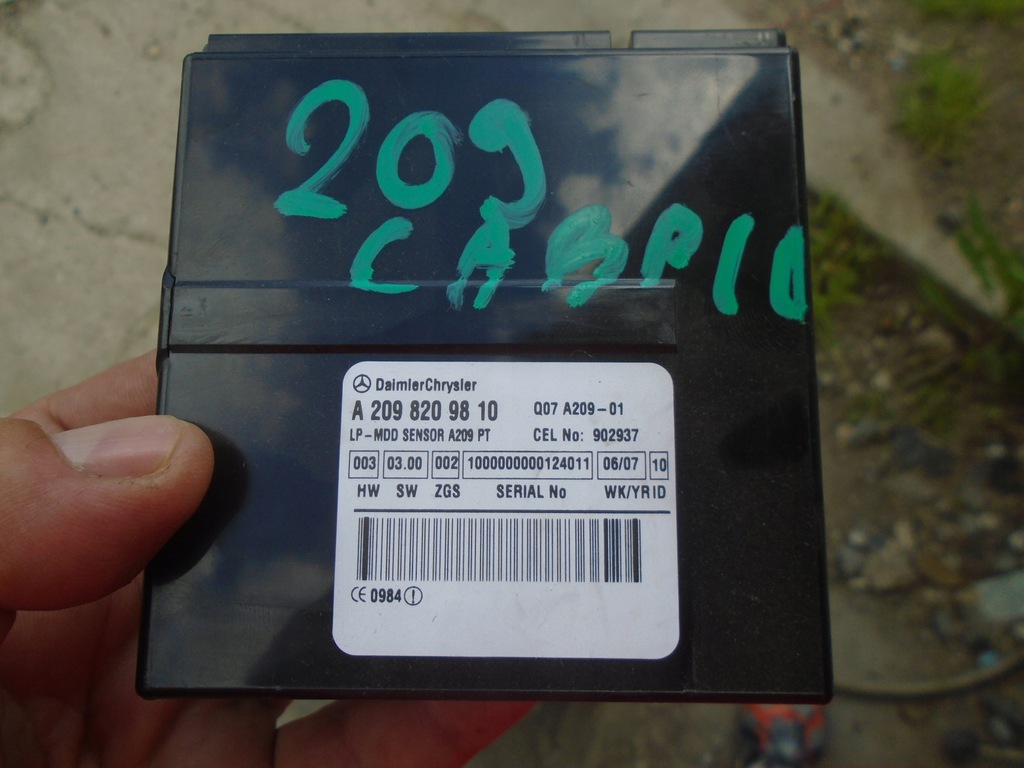 209
CABPIO
DaimlerChrysler
A 209 820 98 10
Q07 A209-01
LP-MDD SENSOR A209 PT
CEL No: 902937
003 03.00 002 1000000000124011 06/07 10
HW SW ZGS SERIAL No WK/YR ID
CE 0984